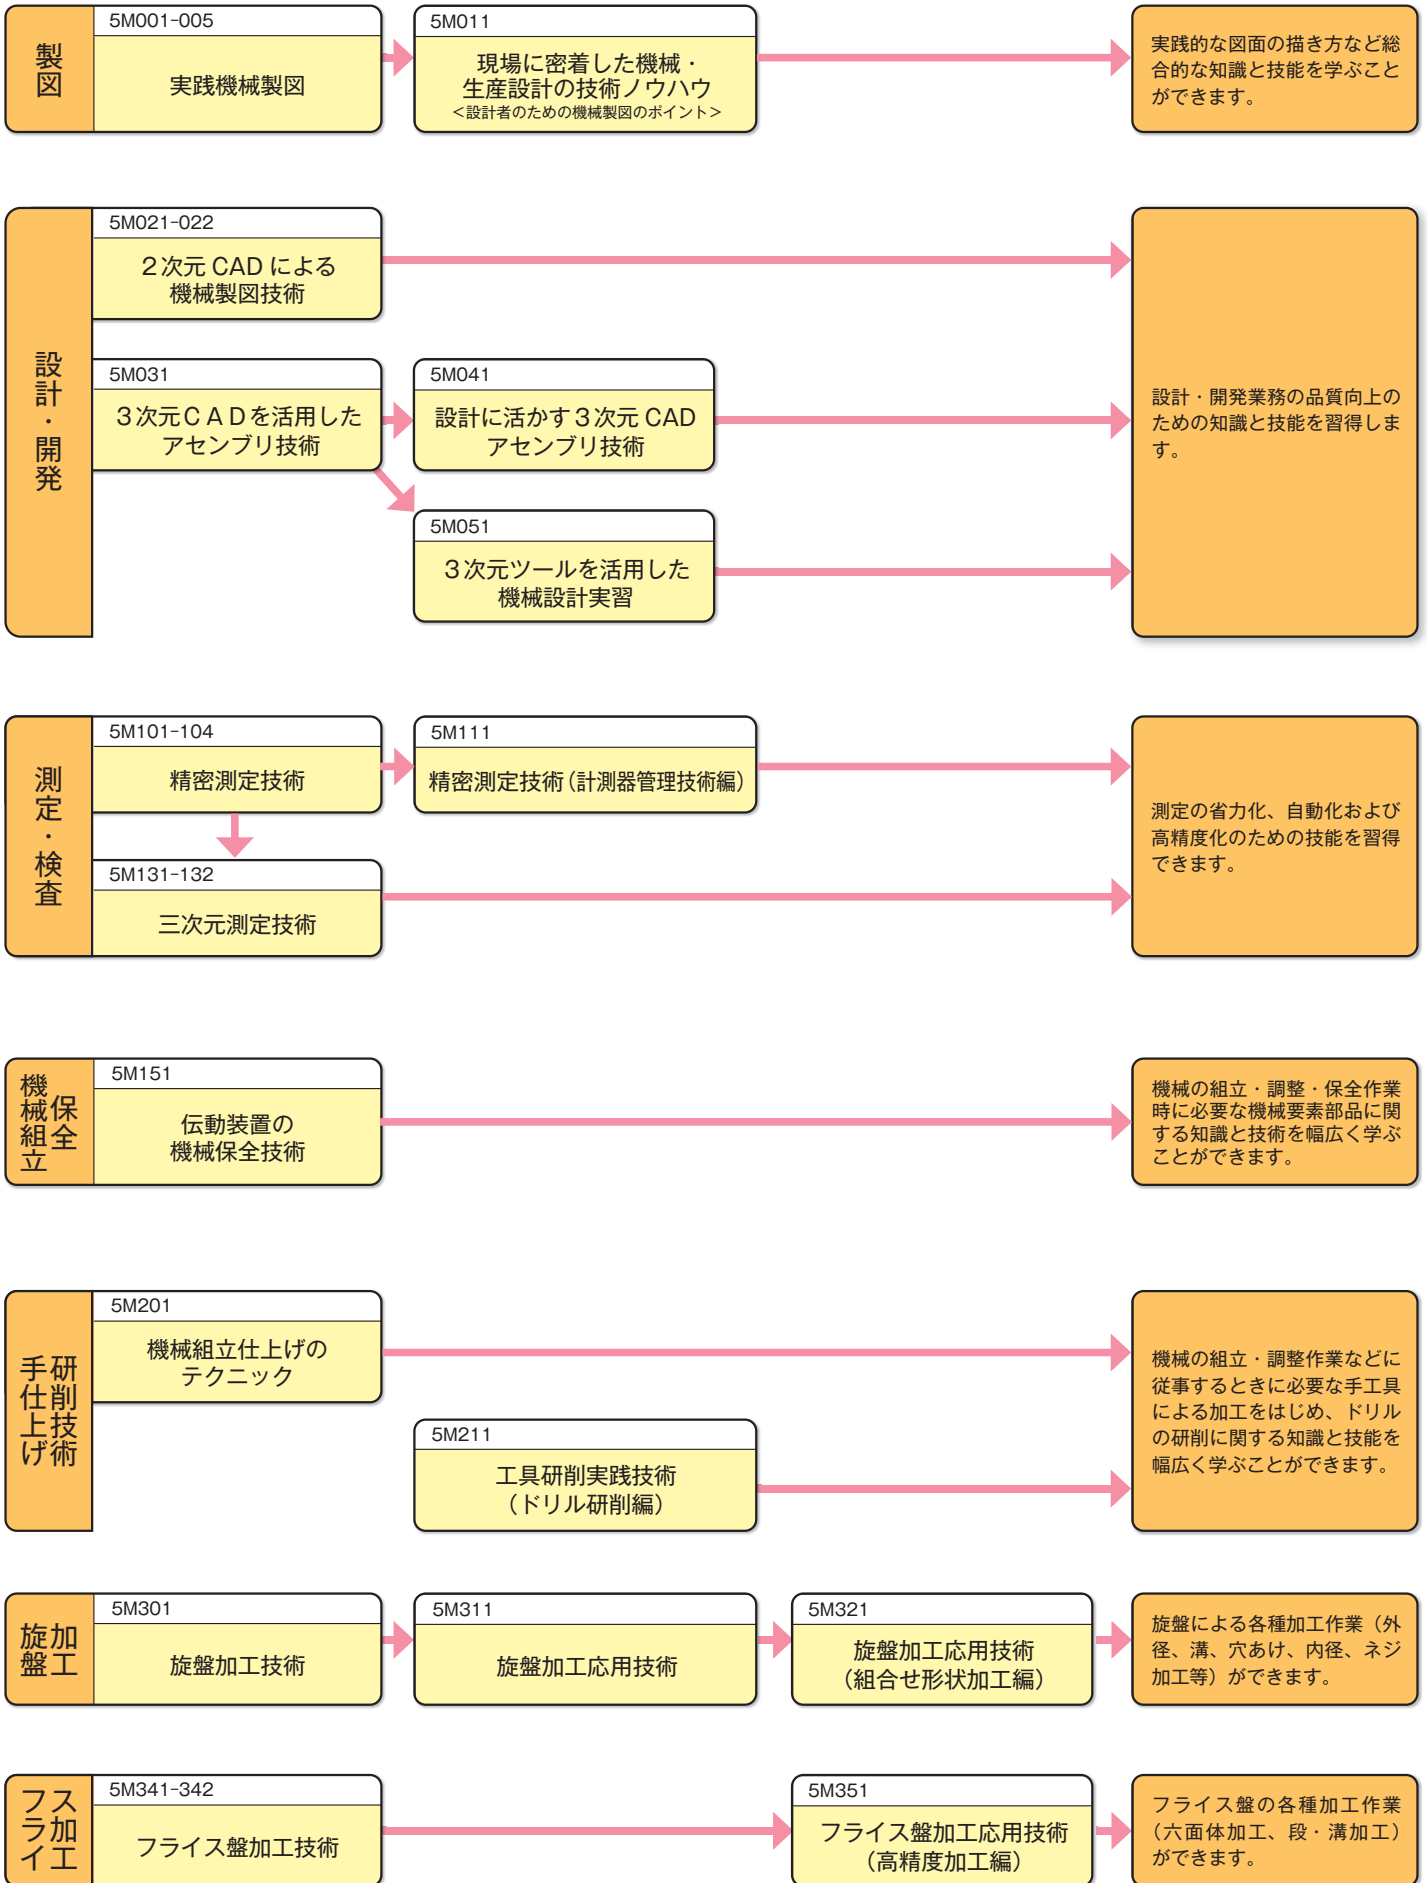 製図
5M001-005
実践機械製図
5M011
現場に密着した機械・
生産設計の技術ノウハウ
＜設計者のための機械製図のポイント＞
実践的な図面の描き方など総
合的な知識と技能を学ぶこと
ができます。
設計・開発
5M021-022
２次元 CAD による
機械製図技術
5M031
３次元ＣＡＤを活用した
アセンブリ技術
5M041
設計に活かす３次元 CAD
アセンブリ技術
5M051
３次元ツールを活用した
機械設計実習
設計・開発業務の品質向上の
ための知識と技能を習得しま
す。
測定・検査
5M101-104
精密測定技術
5M111
精密測定技術（計測器管理技術編）
5M131-132
三次元測定技術
測定の省力化、自動化および
高精度化のための技能を習得
できます。
機械組立
保全
5M151
伝動装置の
機械保全技術
機械の組立・調整・保全作業
時に必要な機械要素部品に関
する知識と技術を幅広く学ぶ
ことができます。
手仕上げ
研削技術
5M201
機械組立仕上げの
テクニック
5M211
工具研削実践技術
（ドリル研削編）
機械の組立・調整作業などに
従事するときに必要な手工具
による加工をはじめ、ドリル
の研削に関する知識と技能を
幅広く学ぶことができます。
旋盤
加工
5M301
旋盤加工技術
5M311
旋盤加工応用技術
5M321
旋盤加工応用技術
（組合せ形状加工編）
旋盤による各種加工作業（外
径、溝、穴あけ、内径、ネジ
加工等）ができます。
フライ
ス加工
5M341-342
フライス盤加工技術
5M351
フライス盤加工応用技術
（高精度加工編）
フライス盤の各種加工作業
（六面体加工、段・溝加工）
ができます。